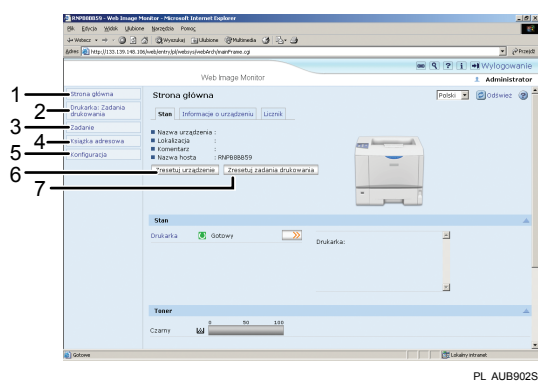 RNPB8BB59 - Web Image Monitor - Microsoft Internet Explorer
Plik Edycja Widok Ulubione Narzędzia Pomoc
Wstecz Wyszukaj Ulubione Multimedia
Adres http://133.139.148.106/web/entry/pl/websys/webArch/mainFrame.cgi Przejdź
Wylogowanie
Web Image Monitor Administrator
1 Strona główna
2 Drukarka: Zadania drukowania
3 Zadanie
4 Książka adresowa
5 Konfiguracja
6
7
Strona główna Polski Odśwież
Stan Informacje o urządzeniu Licznik
Nazwa urządzenia :
Lokalizacja :
Komentarz :
Nazwa hosta : RNPB8BB59
Zresetuj urządzenie Zresetuj zadania drukowania
Stan
Drukarka Gotowy Drukarka:
Toner
0 50 100
Czarny
Gotowe Lokalny intranet
PL AUB902S